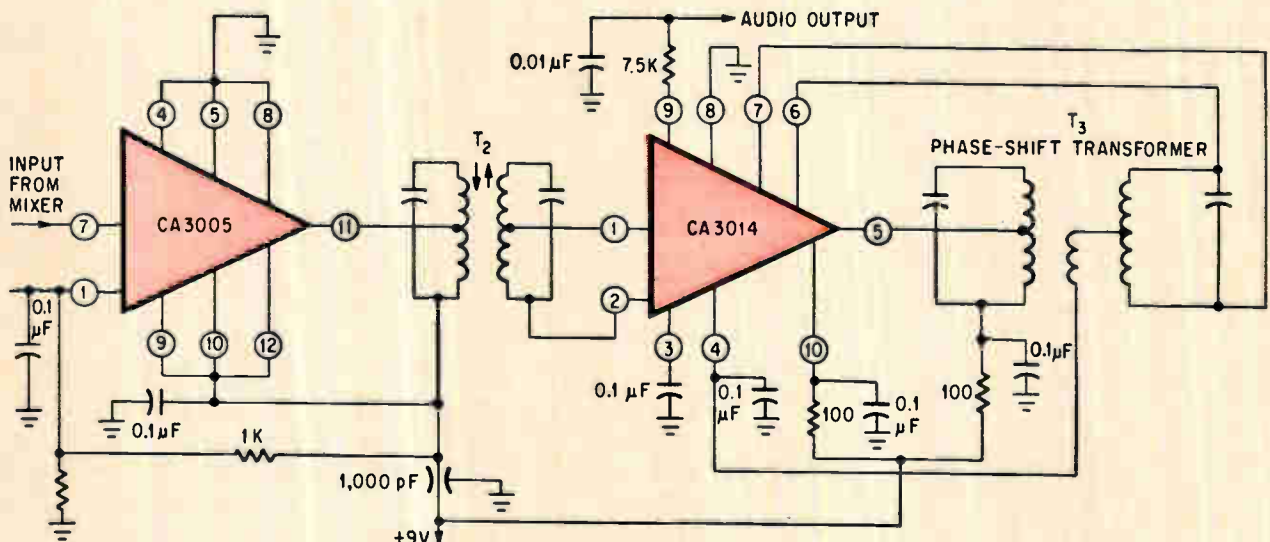 AUDIO OUTPUT
0.01 µF
7.5K
4
5
8
9
8
7
6
T3
PHASE-SHIFT TRANSFORMER
INPUT
FROM
MIXER
T2
7
CA3005
11
1
CA3014
5
1
2
0.1
µF
9
10
12
3
4
10
0.1 µF
0.1
µF
100
0.1
µF
100
0.1µF
0.1µF
1K
1,000 pF
+9V